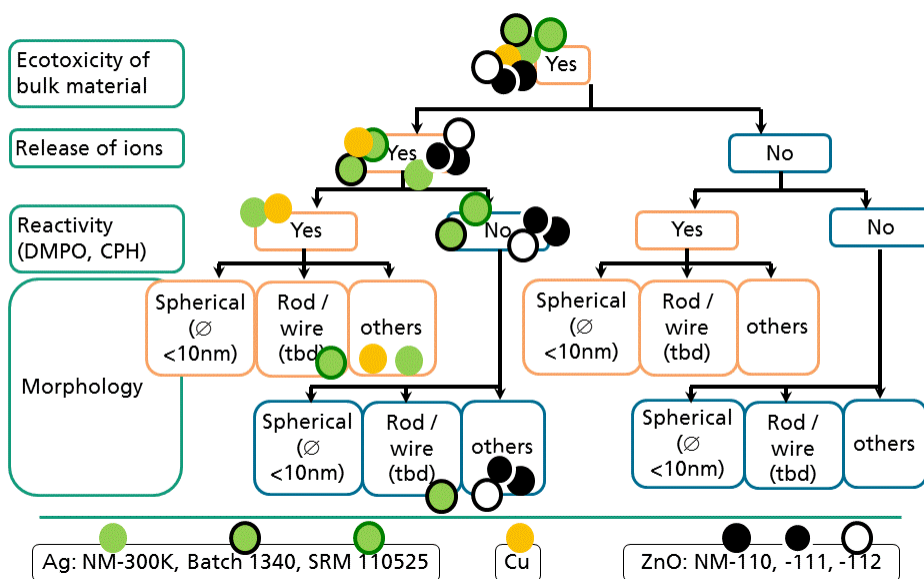 Ecotoxicity of
bulk material
Yes
Release of ions
Yes
No
Reactivity
(DMPO, CPH)
Yes
No
Yes
No
Morphology
Spherical
(∅
<10nm)
Rod /
wire
(tbd)
others
Spherical
(∅
<10nm)
Rod /
wire
(tbd)
others
Spherical
(∅
<10nm)
Rod /
wire
(tbd)
others
Spherical
(∅
<10nm)
Rod /
wire
(tbd)
others
Ag: NM-300K, Batch 1340, SRM 110525
Cu
ZnO: NM-110, -111, -112